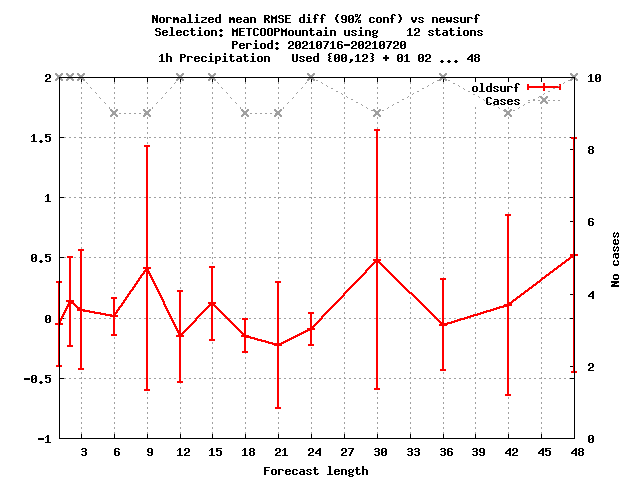 Normalized mean RMSE diff (90% conf) vs newsurf
Selection: METCOOPMountain using    12 stations
Period: 20210716-20210720
1h Precipitation   Used {00,12} + 01 02 ... 48
oldsurf
Cases
2
1.5
1
0.5
0
-0.5
-1
10
8
6
4
2
0
No cases
3 6 9 12 15 18 21 24 27 30 33 36 39 42 45 48
Forecast length